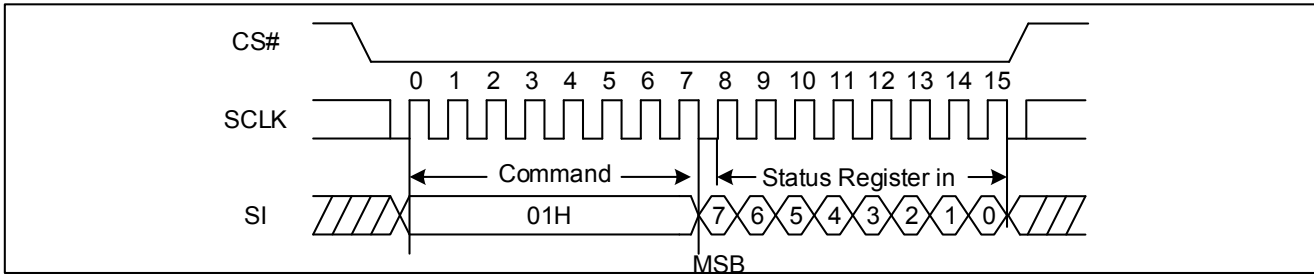 CS#
0 1 2 3 4 5 6 7 8 9 10 11 12 13 14 15
SCLK
Command Status Register in
SI 01H 7 6 5 4 3 2 1 0
MSB